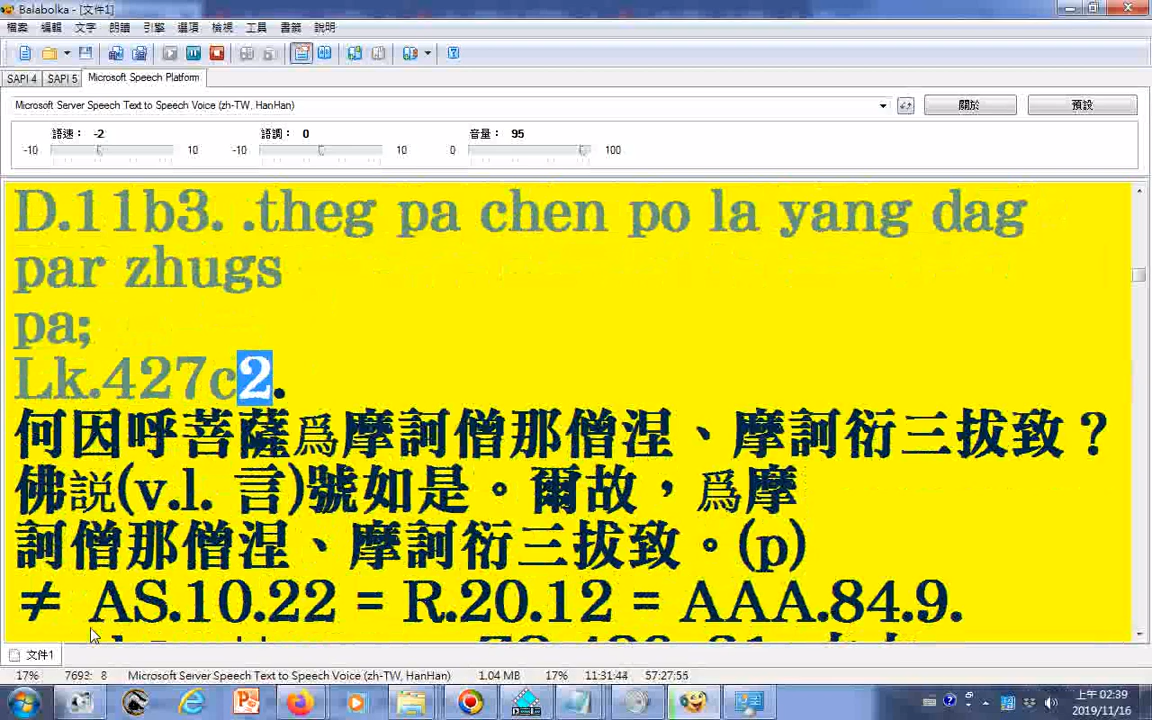 Balabolka - [文件1]
檔案 編輯 文字 朗讀 引擎 選項 檢視 工具 書籤 說明
SAPI 4 SAPI 5 Microsoft Speech Platform
Microsoft Server Speech Text to Speech Voice (zh-TW, HanHan) 關於 預設
語速： -2 語調： 0 音量： 95
-10 10 -10 10 0 100
D.11b3. .theg pa chen po la yang dag
par zhugs
pa;
Lk.427c2.
何因呼菩薩爲摩訶僧那僧涅、摩訶衍三拔致？
佛説(v.l. 言)號如是。爾故，爲摩
訶僧那僧涅、摩訶衍三拔致。(p)
≠ AS.10.22 = R.20.12 = AAA.84.9.
文件1
17% 7693: 8 Microsoft Server Speech Text to Speech Voice (zh-TW, HanHan) 1.04 MB 17% 11:31:44 57:27:55
上午 02:39
2019/11/16